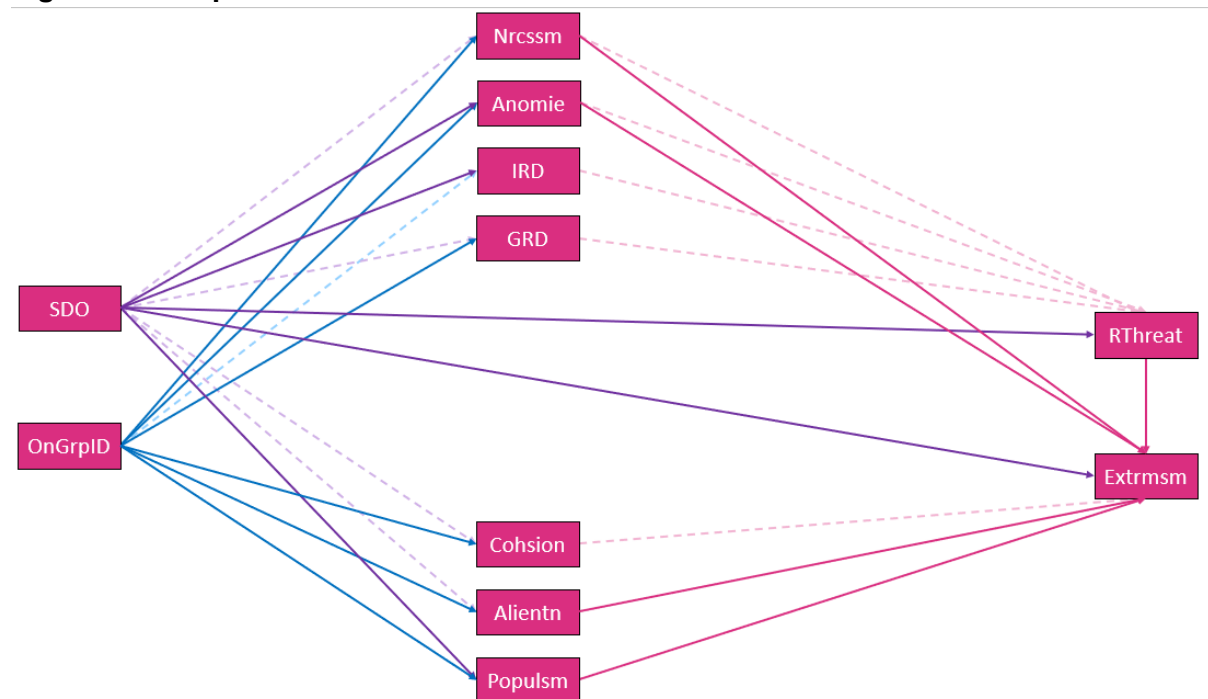 Nrcssm
Anomie
IRD
GRD
SDO
RThreat
OnGrpID
Extrmsm
Cohsion
Alientn
Populsm